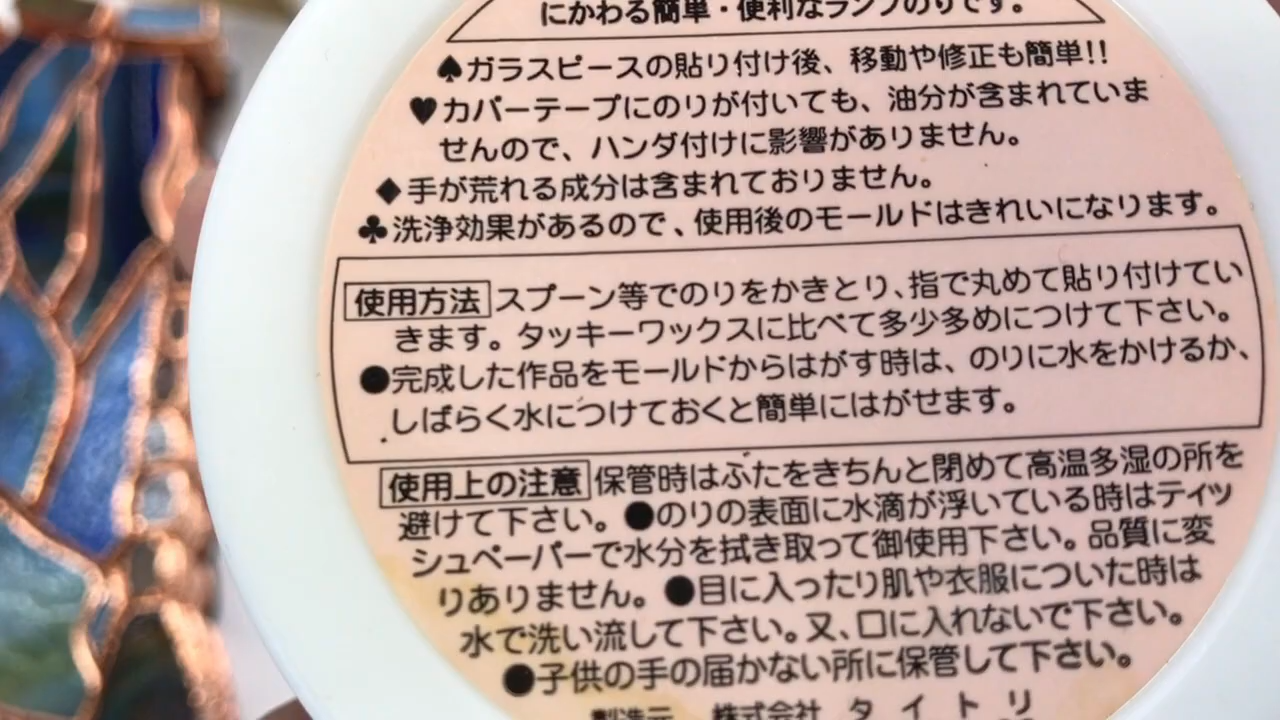 にかわる簡単・便利なランプのりです。
♠ガラスピースの貼り付け後、移動や修正も簡単!!
♥カバーテープにのりが付いても、油分が含まれていま
せんので、ハンダ付けに影響がありません。
♦手が荒れる成分は含まれておりません。
♣洗浄効果があるので、使用後のモールドはきれいになります。
使用方法 スプーン等でのりをかきとり、指で丸めて貼り付けてい
きます。タッキーワックスに比べて多少多めにつけて下さい。
●完成した作品をモールドからはがす時は、のりに水をかけるか、
しばらく水につけておくと簡単にはがせます。
使用上の注意 保管時はふたをきちんと閉めて高温多湿の所を
避けて下さい。●のりの表面に水滴が浮いている時はティッ
シュペーパーで水分を拭き取って御使用下さい。品質に変
りありません。●目に入ったり肌や衣服についた時は
水で洗い流して下さい。又、口に入れないで下さい。
●子供の手の届かない所に保管して下さい。
製造元 株式会社 タイトリ